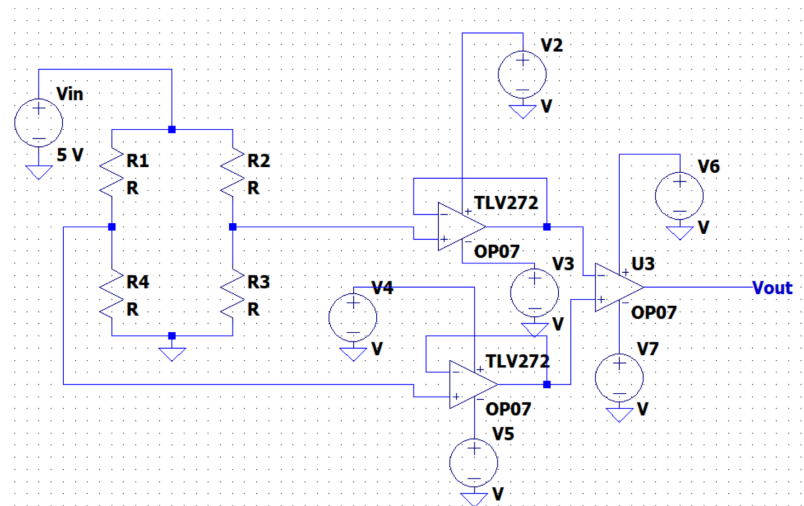 V2
V
Vin
5 V
R1
R
R2
R
V6
V
TLV272
OP07
R4
R
R3
R
V4
V
V3
V
U3
OP07
Vout
TLV272
OP07
V7
V
V5
V